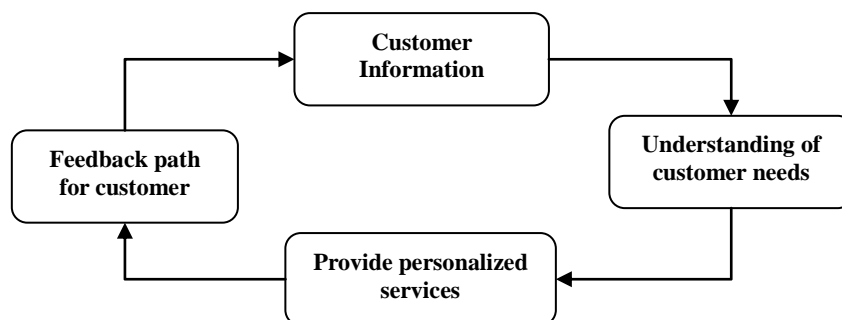 Customer
Information
Understanding of
customer needs
Provide personalized
services
Feedback path
for customer